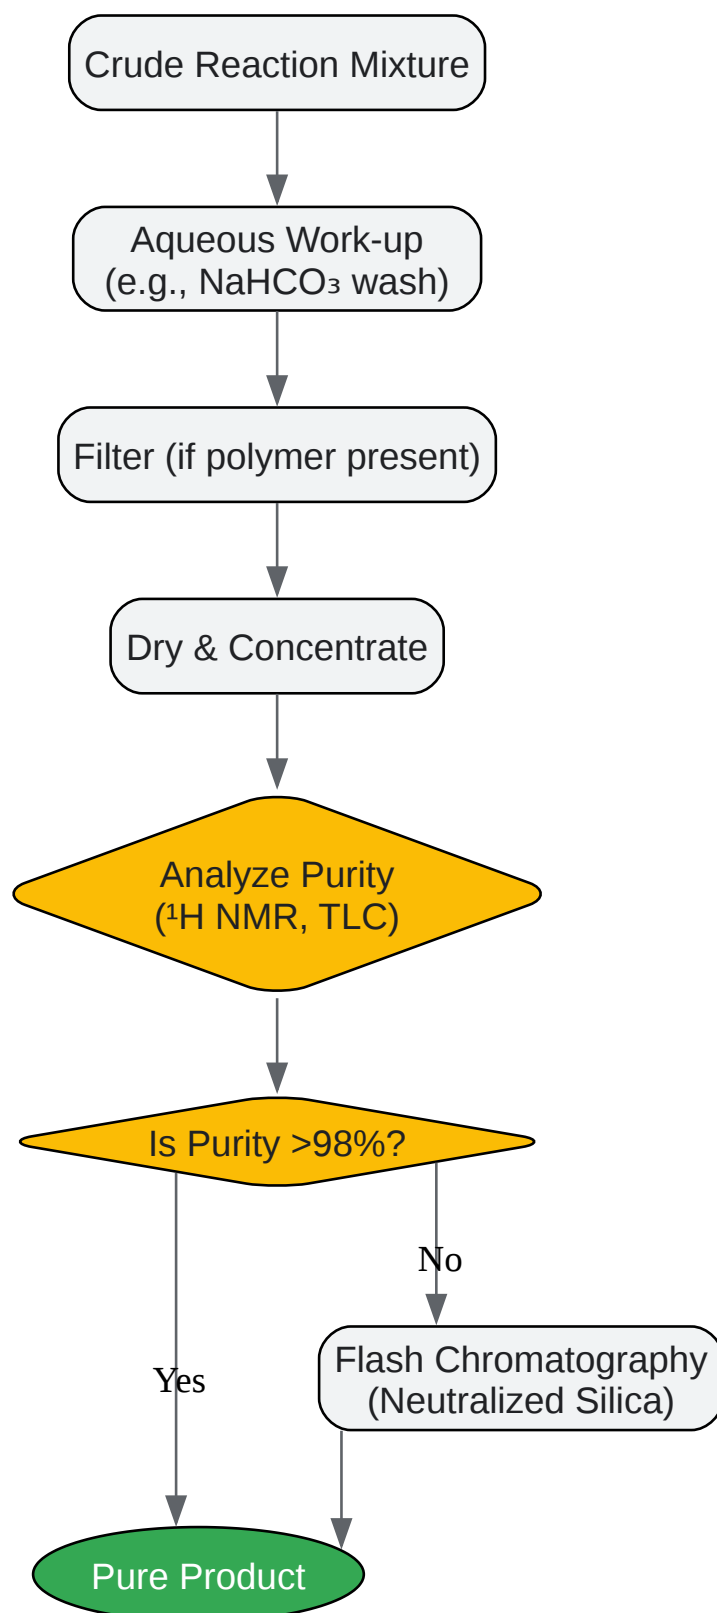 Crude Reaction Mixture
Aqueous Work-up
(e.g., NaHCO₃ wash)
Filter (if polymer present)
Dry & Concentrate
Analyze Purity
(¹H NMR, TLC)
Is Purity >98%?
No
Flash Chromatography
(Neutralized Silica)
Yes
Pure Product